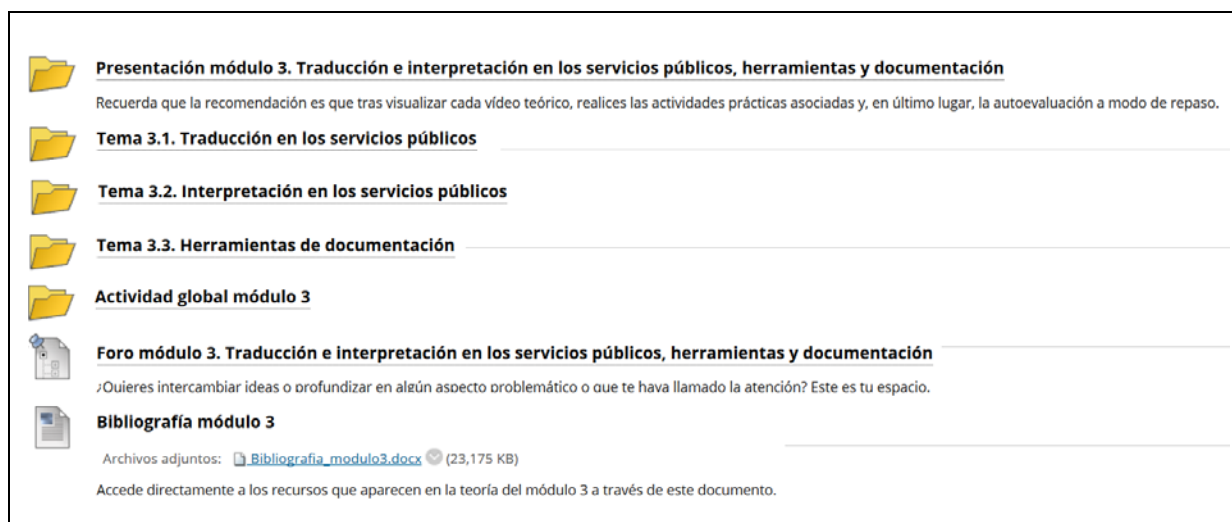 Presentación módulo 3. Traducción e interpretación en los servicios públicos, herramientas y documentación
Recuerda que la recomendación es que tras visualizar cada vídeo teórico, realices las actividades prácticas asociadas y, en último lugar, la autoevaluación a modo de repaso.
Tema 3.1. Traducción en los servicios públicos
Tema 3.2. Interpretación en los servicios públicos
Tema 3.3. Herramientas de documentación
Actividad global módulo 3
Foro módulo 3. Traducción e interpretación en los servicios públicos, herramientas y documentación
¿Quieres intercambiar ideas o profundizar en algún aspecto problemático o que te haya llamado la atención? Este es tu espacio.
Bibliografía módulo 3
Archivos adjuntos: Bibliografia_modulo3.docx (23,175 KB)
Accede directamente a los recursos que aparecen en la teoría del módulo 3 a través de este documento.